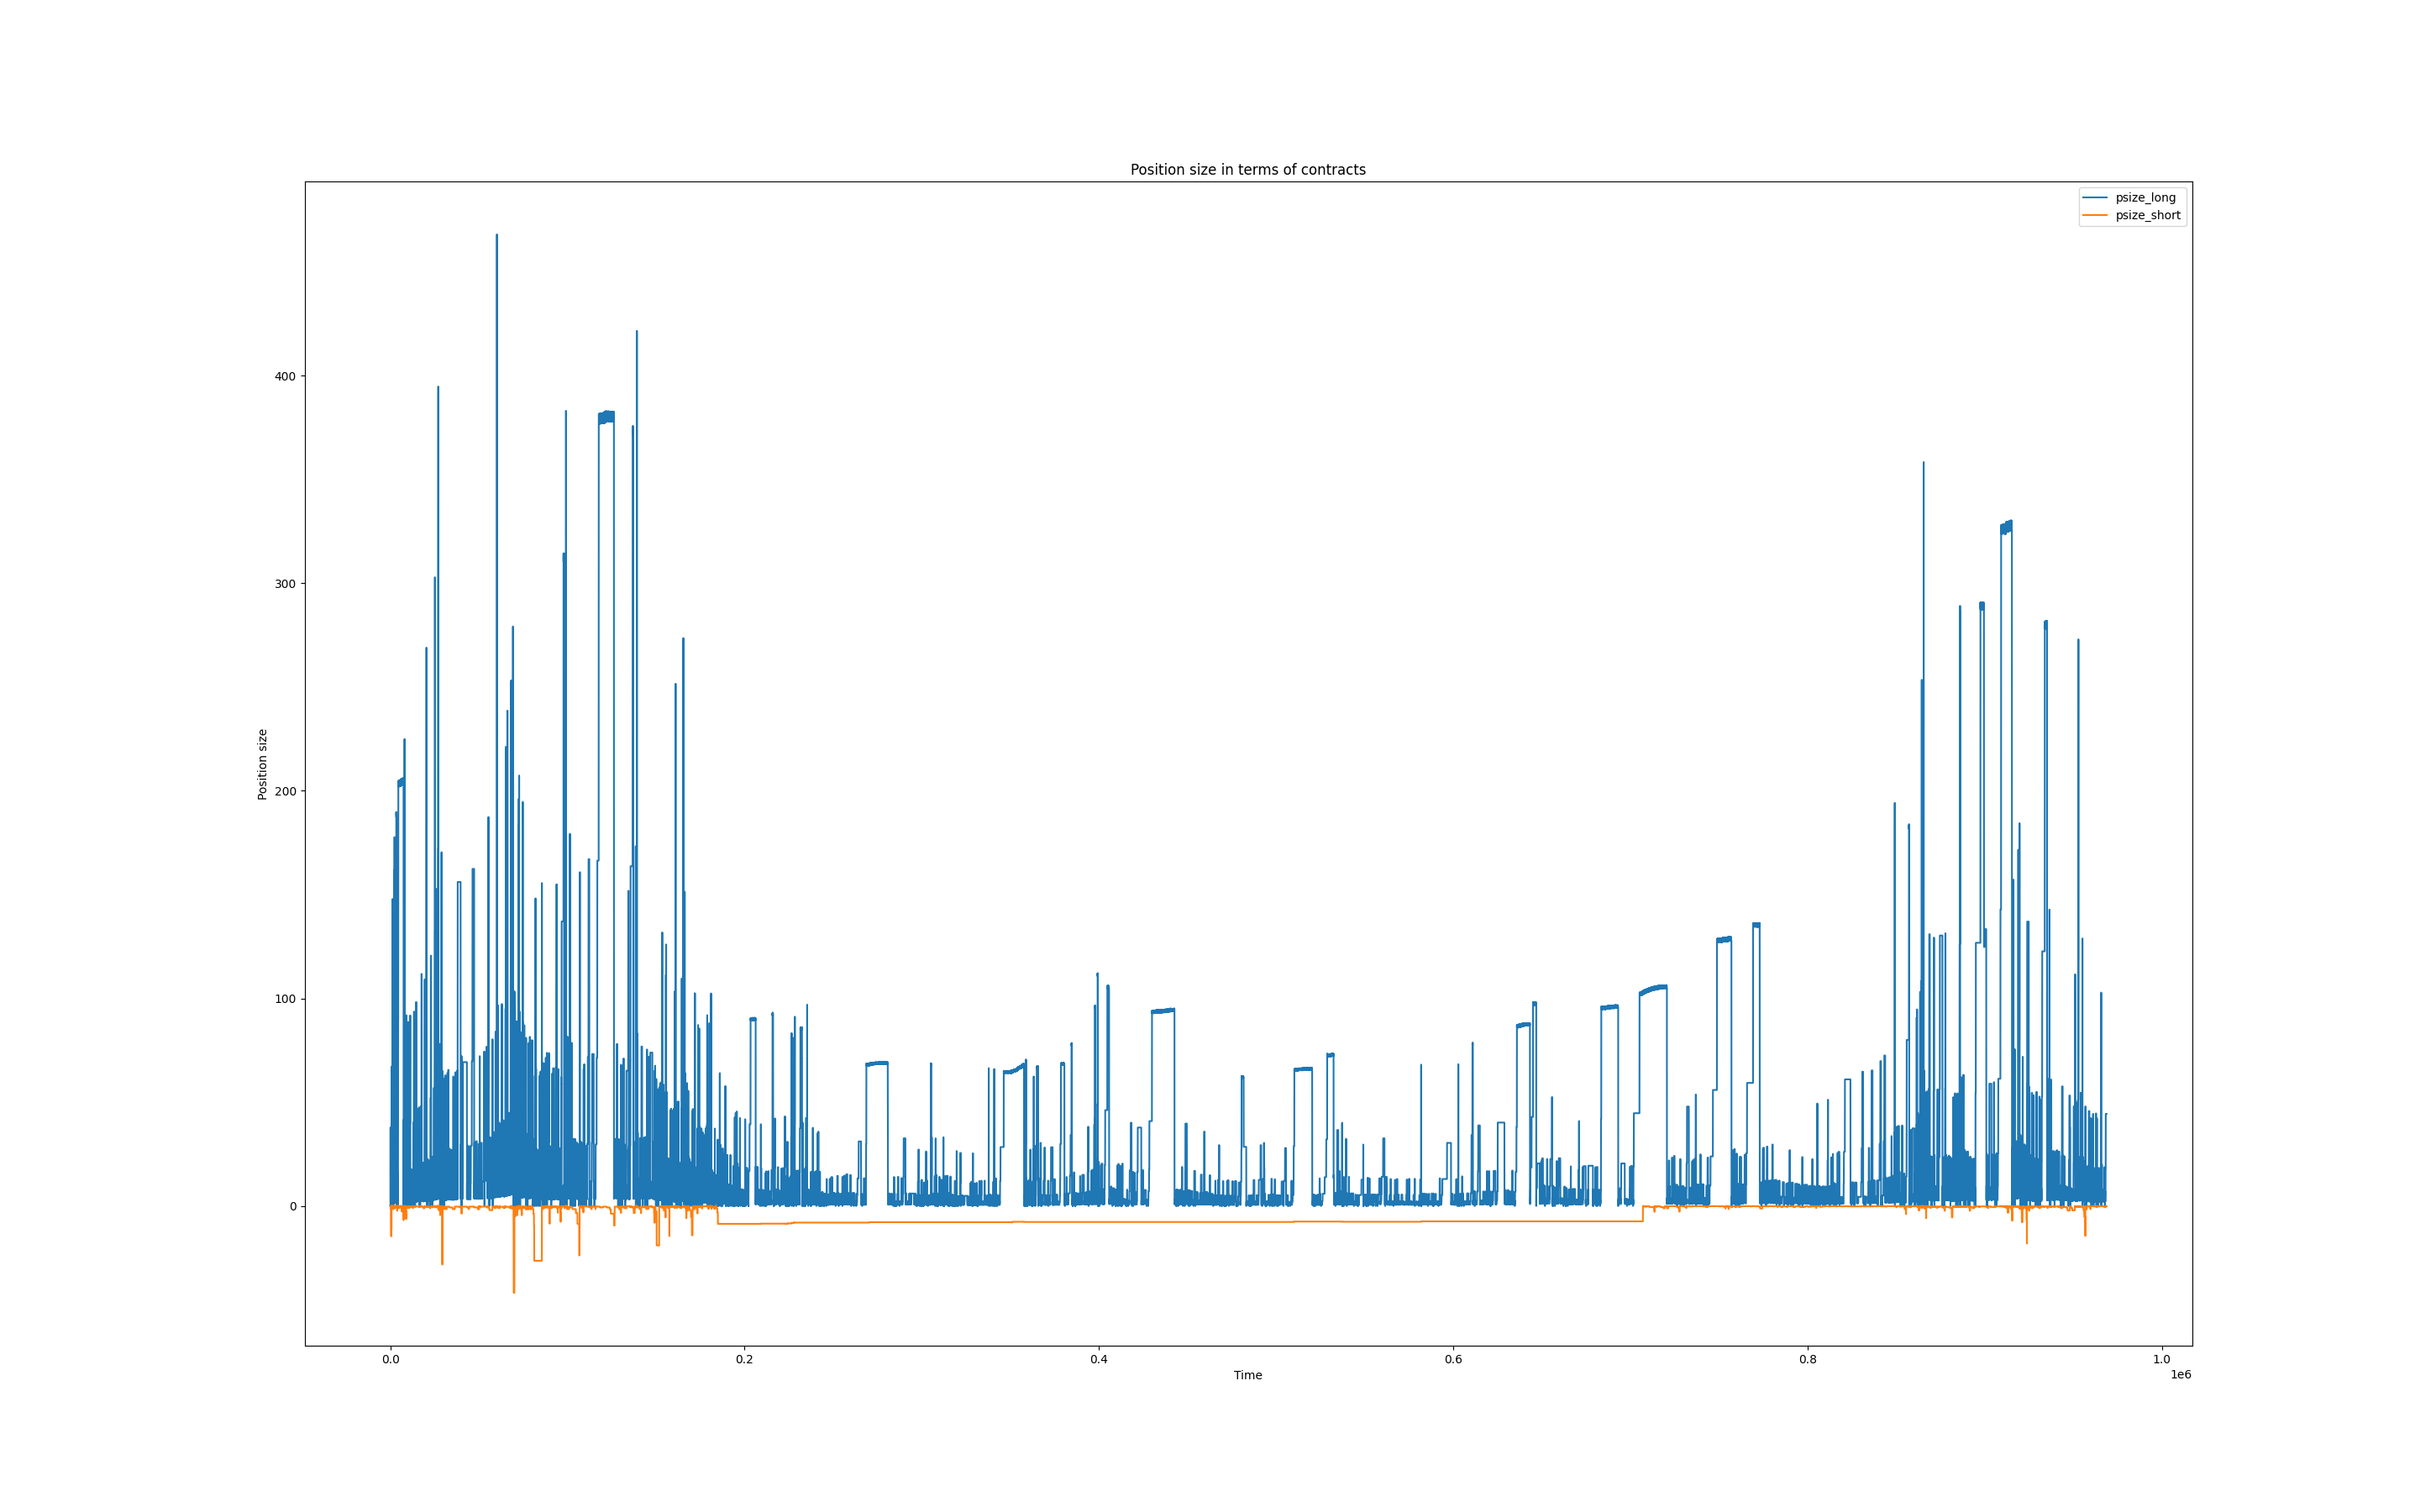 Position size in terms of contracts
psize_long
psize_short
Position size
400
300
200
100
0
0.0
0.2
0.4
0.6
0.8
1.0
1e6
Time